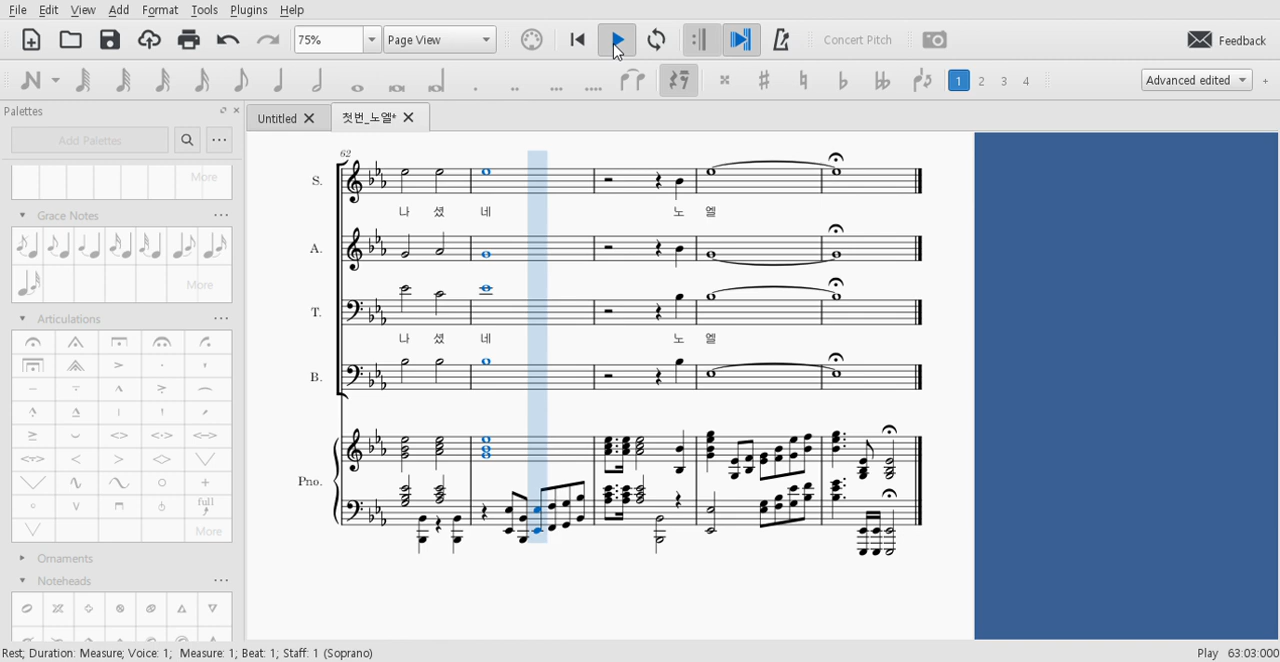 File Edit View Add Format Tools Plugins Help
75% Page View Concert Pitch Feedback
1 2 3 4 Advanced edited +
Palettes
Untitled 첫번_노엘*
Add Palettes ...
More
Grace Notes ...
More
Articulations ...
full
More
Ornaments
Noteheads ...
62
S.
나 셨 네 노 엘
A.
T.
나 셨 네 노 엘
B.
Pno.
Rest; Duration: Measure; Voice: 1; Measure: 1; Beat: 1; Staff: 1 (Soprano) Play 63:03:000